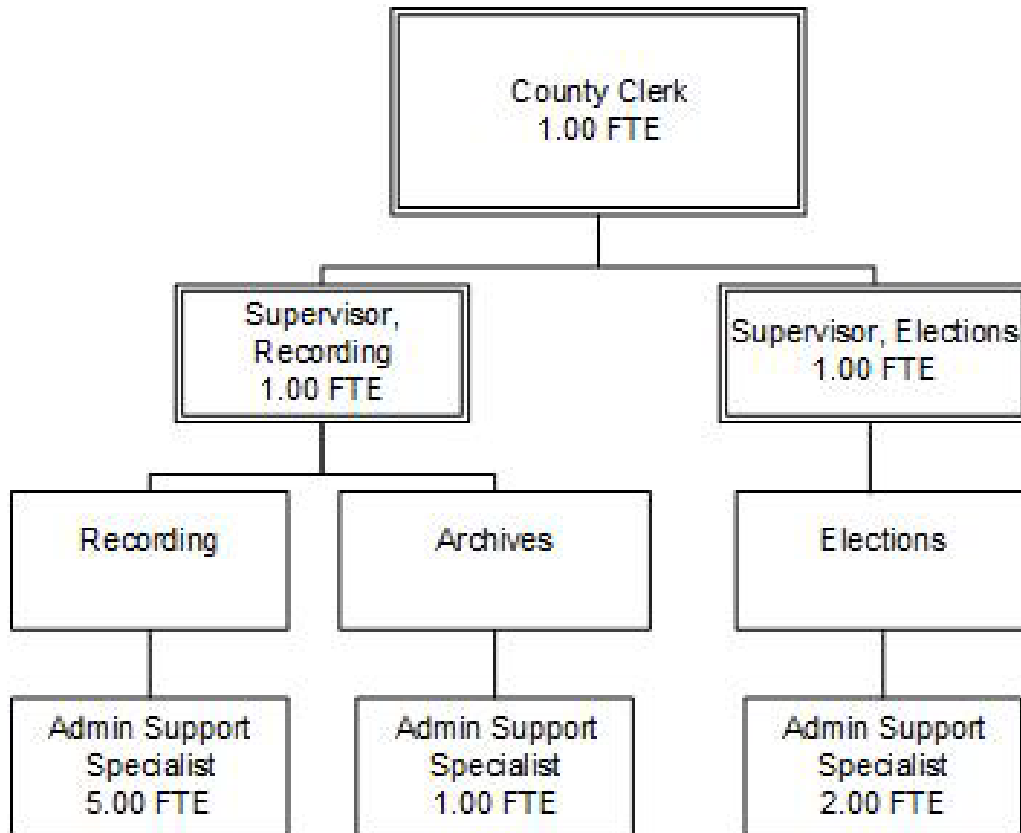 County Clerk
1.00 FTE
Supervisor,
Recording
1.00 FTE
Supervisor, Elections
1.00 FTE
Recording
Archives
Elections
Admin Support
Specialist
5.00 FTE
Admin Support
Specialist
1.00 FTE
Admin Support
Specialist
2.00 FTE